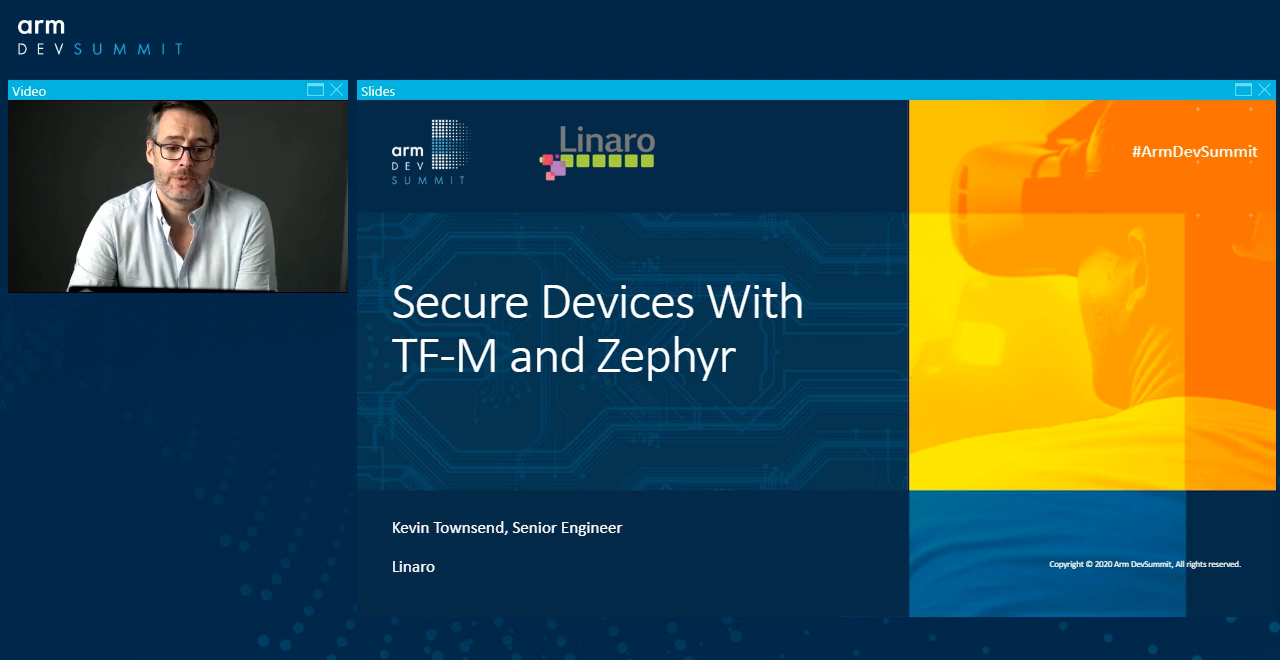 arm
DEVSUMMIT
Video
Slides
arm
DEV
SUMMIT
Linaro
#ArmDevSummit
Secure Devices With
TF-M and Zephyr
Kevin Townsend, Senior Engineer
Linaro
Copyright © 2020 Arm DevSummit, All rights reserved.